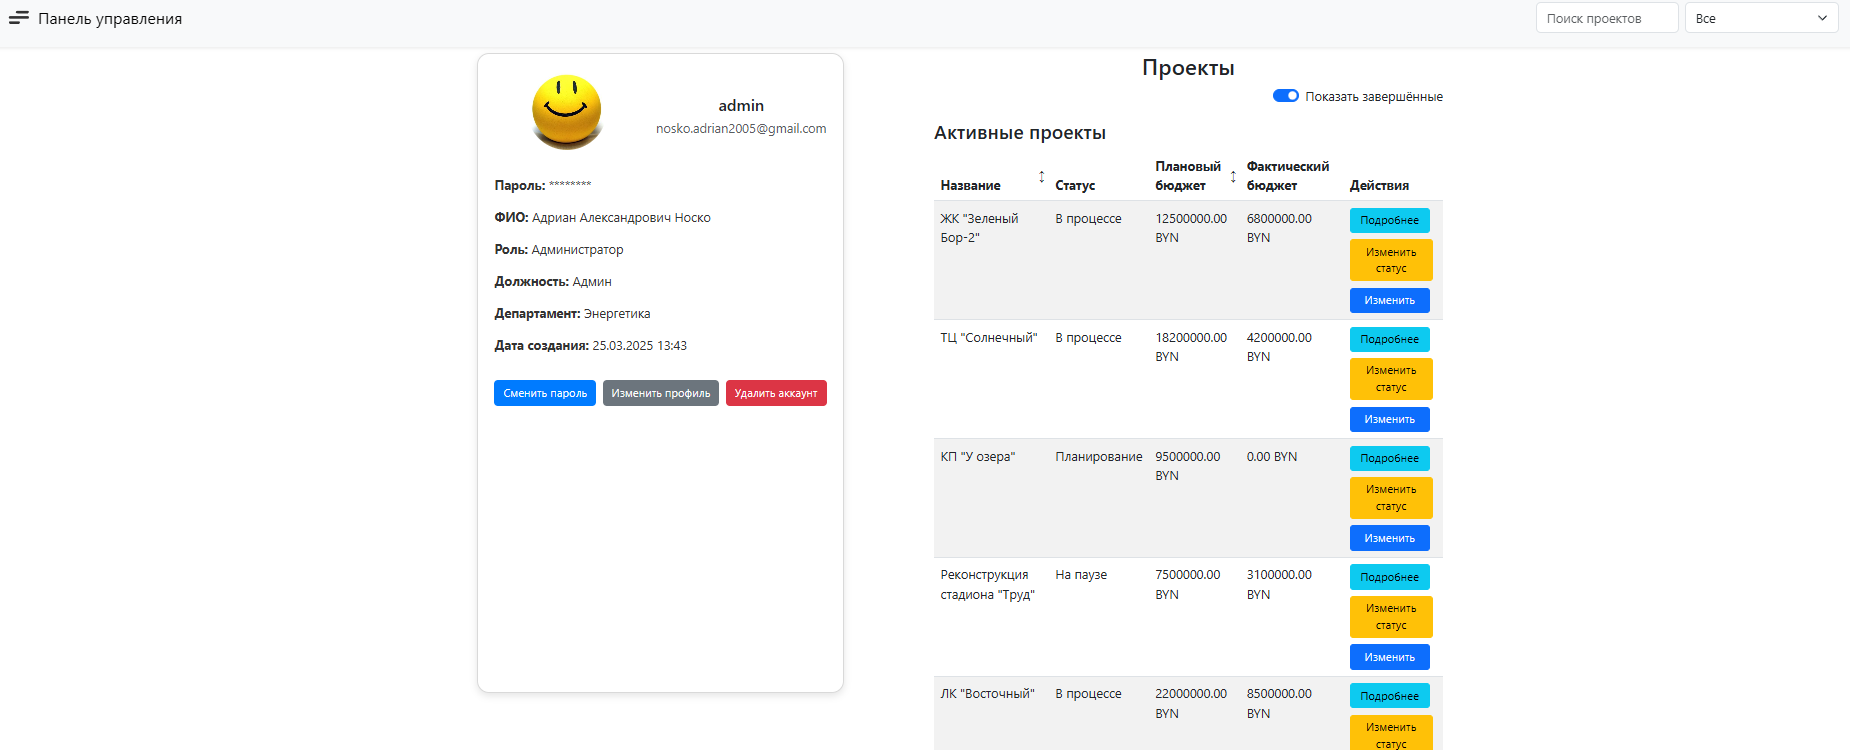 Панель управления
Поиск проектов
Все
admin
nosko.adrian2005@gmail.com
Пароль: ********
ФИО: Адриан Александрович Носко
Роль: Администратор
Должность: Админ
Департамент: Энергетика
Дата создания: 25.03.2025 13:43
Сменить пароль
Изменить профиль
Удалить аккаунт
Проекты
Показать завершённые
Активные проекты
Название
Статус
Плановый
бюджет
Фактический
бюджет
Действия
ЖК "Зеленый
Бор-2"
В процессе
12500000.00
BYN
6800000.00
BYN
Подробнее
Изменить
статус
Изменить
ТЦ "Солнечный"
В процессе
18200000.00
BYN
4200000.00
BYN
Подробнее
Изменить
статус
Изменить
КП "У озера"
Планирование
9500000.00
BYN
0.00 BYN
Подробнее
Изменить
статус
Изменить
Реконструкция
стадиона "Труд"
На паузе
7500000.00
BYN
3100000.00
BYN
Подробнее
Изменить
статус
Изменить
ЛК "Восточный"
В процессе
22000000.00
BYN
8500000.00
BYN
Подробнее
Изменить
статус